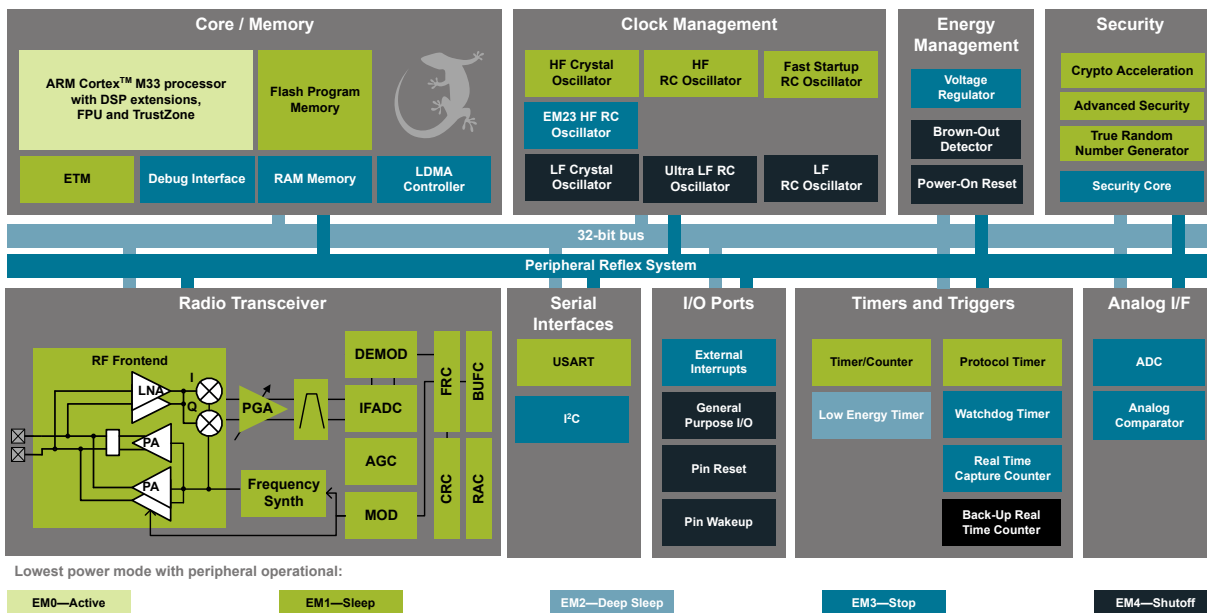 Core / Memory
ARM Cortex™ M33 processor
with DSP extensions,
FPU and TrustZone
Flash Program
Memory
ETM
Debug Interface
RAM Memory
LDMA
Controller
Clock Management
HF Crystal
Oscillator
HF
RC Oscillator
Fast Startup
RC Oscillator
EM23 HF RC
Oscillator
LF Crystal
Oscillator
Ultra LF RC
Oscillator
LF
RC Oscillator
Energy
Management
Voltage
Regulator
Brown-Out
Detector
Power-On Reset
Security
Crypto Acceleration
Advanced Security
True Random
Number Generator
Security Core
32-bit bus
Peripheral Reflex System
Radio Transceiver
RF Frontend
LNA
I
Q
PA
PA
PGA
Frequency
Synth
DEMOD
IFADC
AGC
MOD
FRC
BUFC
CRC
RAC
Serial
Interfaces
USART
I²C
I/O Ports
External
Interrupts
General
Purpose I/O
Pin Reset
Pin Wakeup
Timers and Triggers
Timer/Counter
Protocol Timer
Low Energy Timer
Watchdog Timer
Real Time
Capture Counter
Back-Up Real
Time Counter
Analog I/F
ADC
Analog
Comparator
Lowest power mode with peripheral operational:
EM0—Active
EM1—Sleep
EM2—Deep Sleep
EM3—Stop
EM4—Shutoff